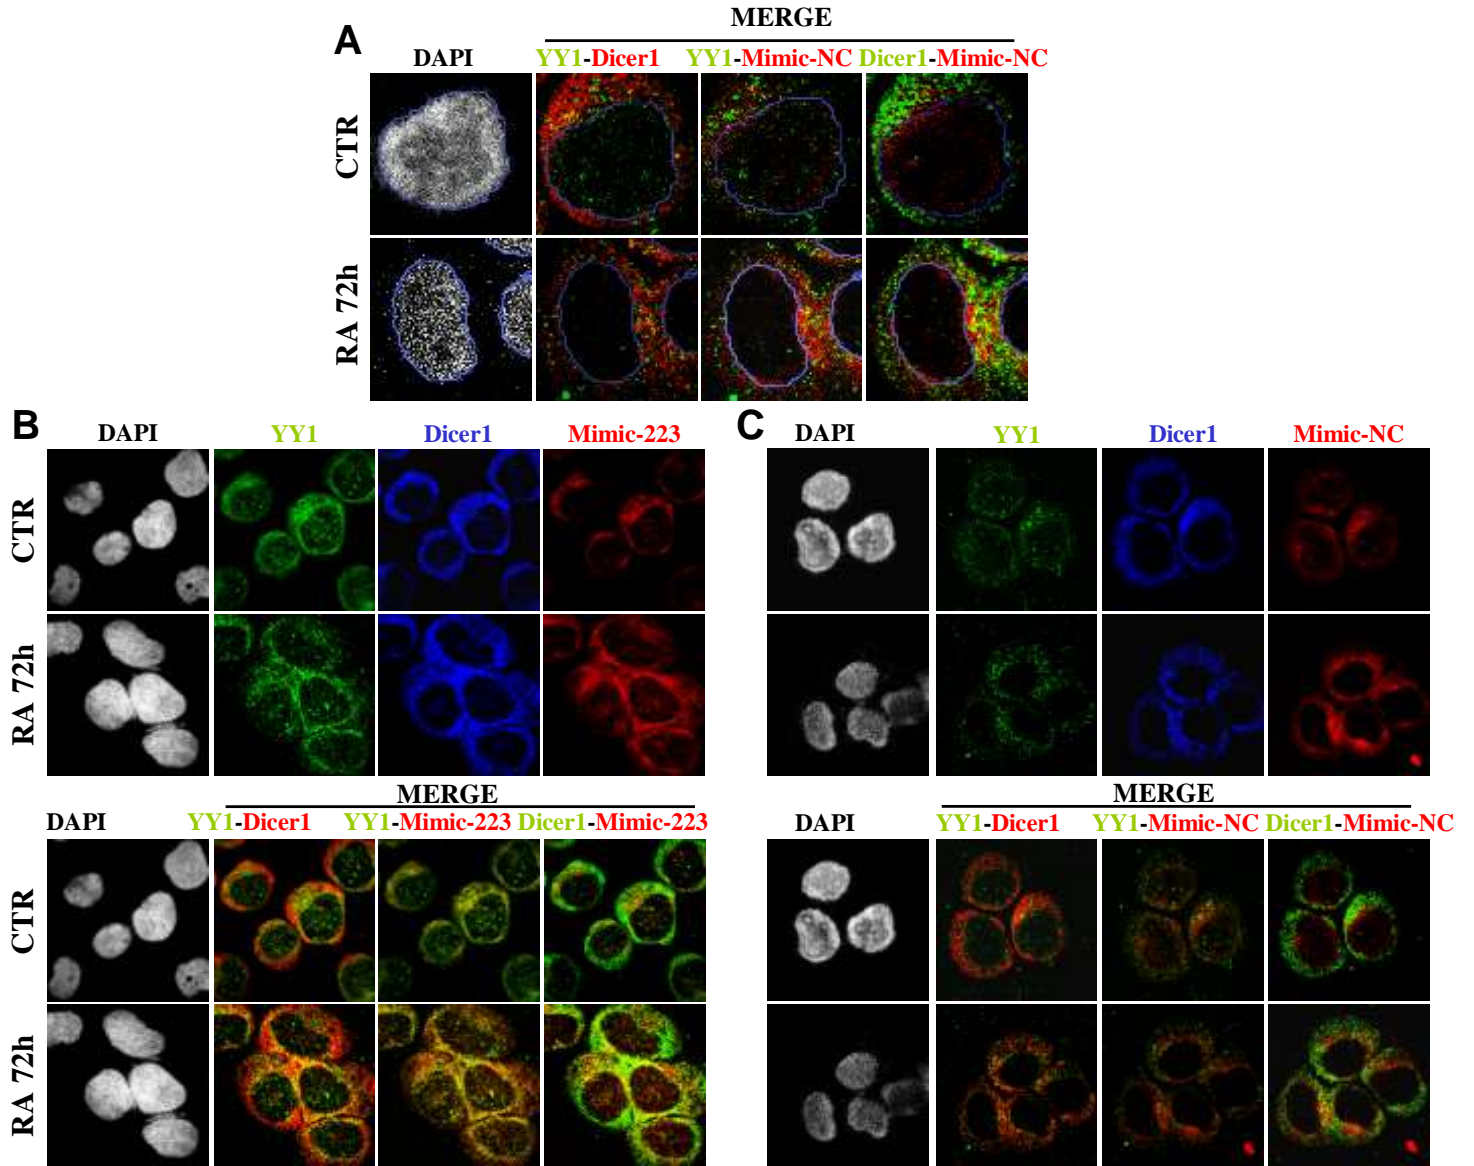 A
MERGE
DAPI YY1-Dicer1 YY1-Mimic-NC Dicer1-Mimic-NC
CTR
RA 72h
B
DAPI YY1 Dicer1 Mimic-223
CTR
RA 72h
MERGE
DAPI YY1-Dicer1 YY1-Mimic-223 Dicer1-Mimic-223
CTR
RA 72h
C
DAPI YY1 Dicer1 Mimic-NC
MERGE
DAPI YY1-Dicer1 YY1-Mimic-NC Dicer1-Mimic-NC